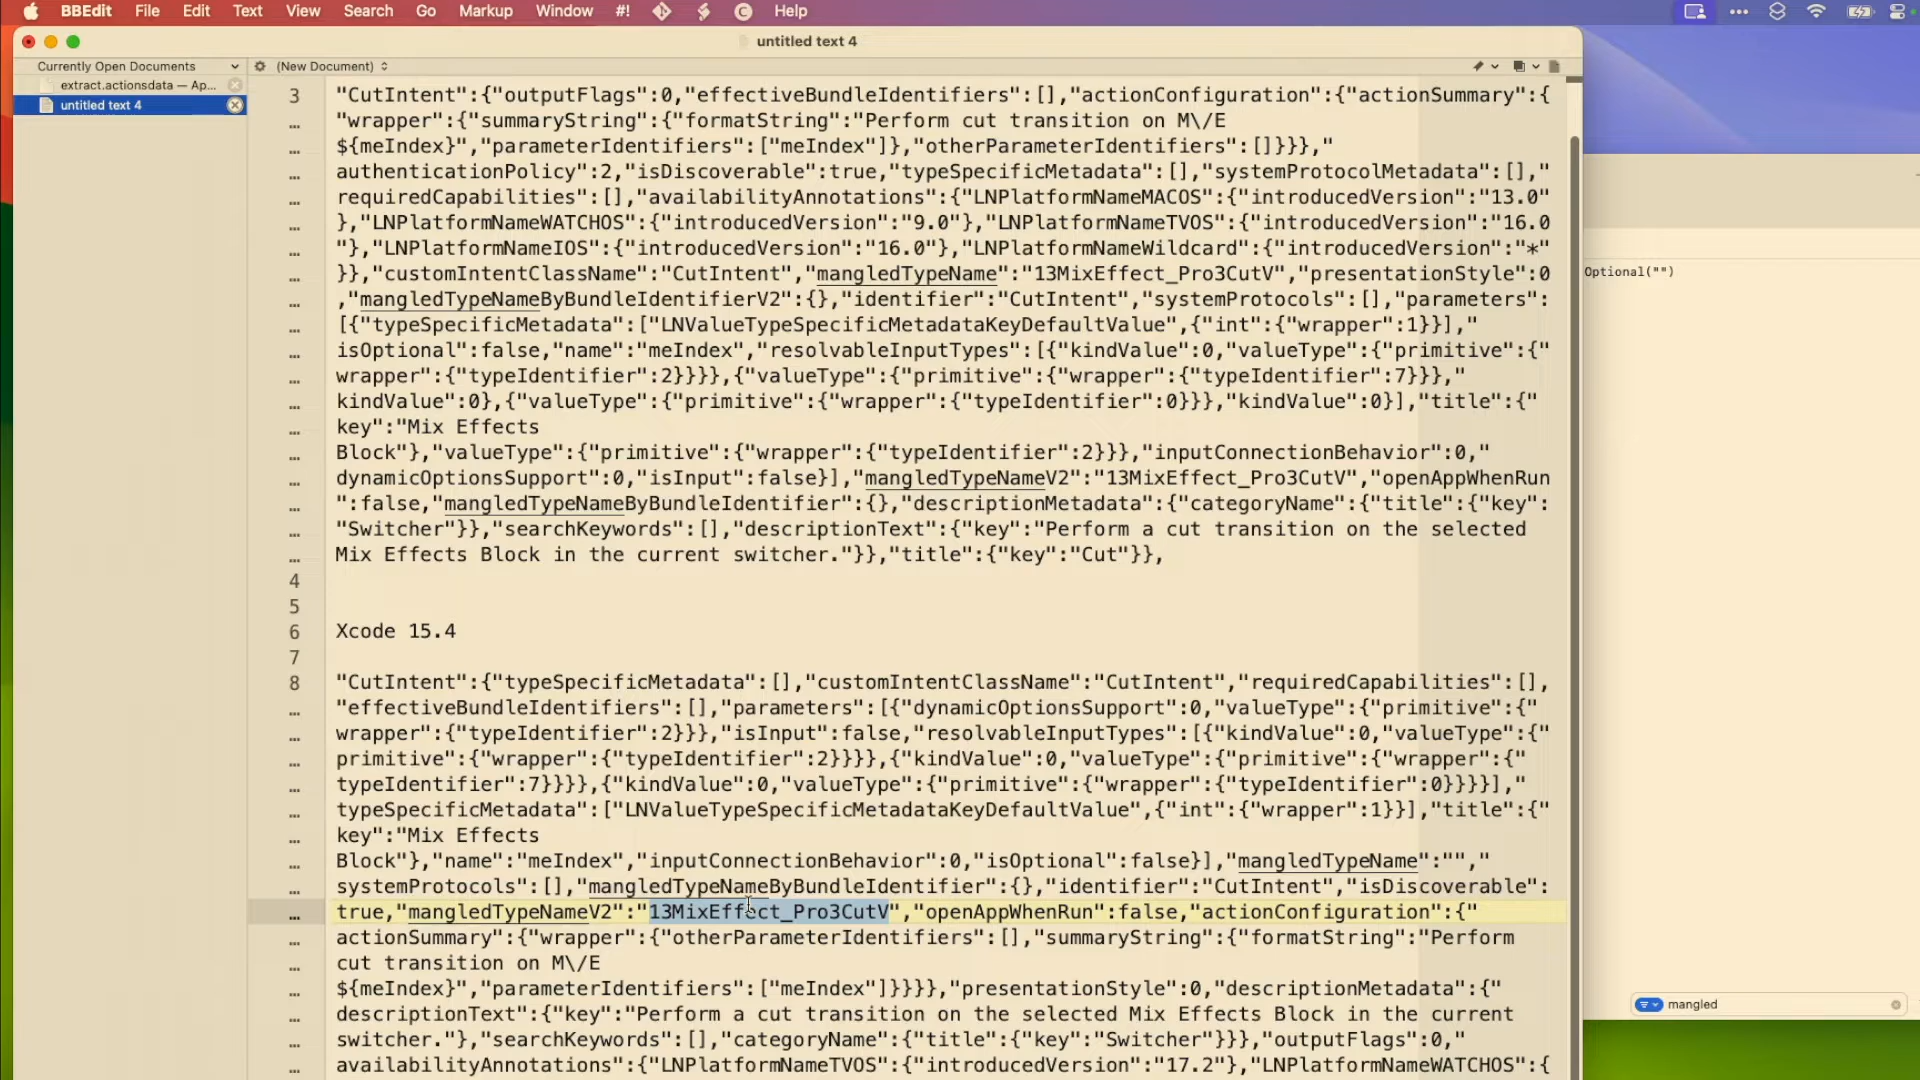 BBEdit File Edit Text View Search Go Markup Window #! Help
untitled text 4
Currently Open Documents
(New Document)
extract.actionsdata — Ap...
untitled text 4
3 "CutIntent":{"outputFlags":0,"effectiveBundleIdentifiers":[],"actionConfiguration":{"actionSummary":{
"wrapper":{"summaryString":{"formatString":"Perform cut transition on M\/E
${meIndex}","parameterIdentifiers":["meIndex"]},"otherParameterIdentifiers":[]}}},"
authenticationPolicy":2,"isDiscoverable":true,"typeSpecificMetadata":[],"systemProtocolMetadata":[],"
requiredCapabilities":[],"availabilityAnnotations":{"LNPlatformNameMACOS":{"introducedVersion":"13.0"
},"LNPlatformNameWATCHOS":{"introducedVersion":"9.0"},"LNPlatformNameTVOS":{"introducedVersion":"16.0
"},"LNPlatformNameIOS":{"introducedVersion":"16.0"},"LNPlatformNameWildcard":{"introducedVersion":"*"
}},"customIntentClassName":"CutIntent","mangledTypeName":"13MixEffect_Pro3CutV","presentationStyle":0
,"mangledTypeNameByBundleIdentifierV2":{},"identifier":"CutIntent","systemProtocols":[],"parameters":
[{"typeSpecificMetadata":["LNValueTypeSpecificMetadataKeyDefaultValue",{"int":{"wrapper":1}}],"
isOptional":false,"name":"meIndex","resolvableInputTypes":[{"kindValue":0,"valueType":{"primitive":{"
wrapper":{"typeIdentifier":2}}}},{"valueType":{"primitive":{"wrapper":{"typeIdentifier":7}}},"
kindValue":0},{"valueType":{"primitive":{"wrapper":{"typeIdentifier":0}}},"kindValue":0}],"title":{"
key":"Mix Effects
Block"},"valueType":{"primitive":{"wrapper":{"typeIdentifier":2}}},"inputConnectionBehavior":0,"
dynamicOptionsSupport":0,"isInput":false}],"mangledTypeNameV2":"13MixEffect_Pro3CutV","openAppWhenRun
":false,"mangledTypeNameByBundleIdentifier":{},"descriptionMetadata":{"categoryName":{"title":{"key":
"Switcher"}},"searchKeywords":[],"descriptionText":{"key":"Perform a cut transition on the selected
Mix Effects Block in the current switcher."}},"title":{"key":"Cut"}},
4
5
6 Xcode 15.4
7
8 "CutIntent":{"typeSpecificMetadata":[],"customIntentClassName":"CutIntent","requiredCapabilities":[],
"effectiveBundleIdentifiers":[],"parameters":[{"dynamicOptionsSupport":0,"valueType":{"primitive":{"
wrapper":{"typeIdentifier":2}}},"isInput":false,"resolvableInputTypes":[{"kindValue":0,"valueType":{"
primitive":{"wrapper":{"typeIdentifier":2}}}},{"kindValue":0,"valueType":{"primitive":{"wrapper":{"
typeIdentifier":7}}}},{"kindValue":0,"valueType":{"primitive":{"wrapper":{"typeIdentifier":0}}}}],"
typeSpecificMetadata":["LNValueTypeSpecificMetadataKeyDefaultValue",{"int":{"wrapper":1}}],"title":{"
key":"Mix Effects
Block"},"name":"meIndex","inputConnectionBehavior":0,"isOptional":false}],"mangledTypeName":"","
systemProtocols":[],"mangledTypeNameByBundleIdentifier":{},"identifier":"CutIntent","isDiscoverable":
true,"mangledTypeNameV2":"13MixEffect_Pro3CutV","openAppWhenRun":false,"actionConfiguration":{"
actionSummary":{"wrapper":{"otherParameterIdentifiers":[],"summaryString":{"formatString":"Perform
cut transition on M\/E
${meIndex}","parameterIdentifiers":["meIndex"]}}}},"presentationStyle":0,"descriptionMetadata":{"
descriptionText":{"key":"Perform a cut transition on the selected Mix Effects Block in the current
switcher."},"searchKeywords":[],"categoryName":{"title":{"key":"Switcher"}}},"outputFlags":0,"
availabilityAnnotations":{"LNPlatformNameTVOS":{"introducedVersion":"17.2"},"LNPlatformNameWATCHOS":{
Optional("")
mangled